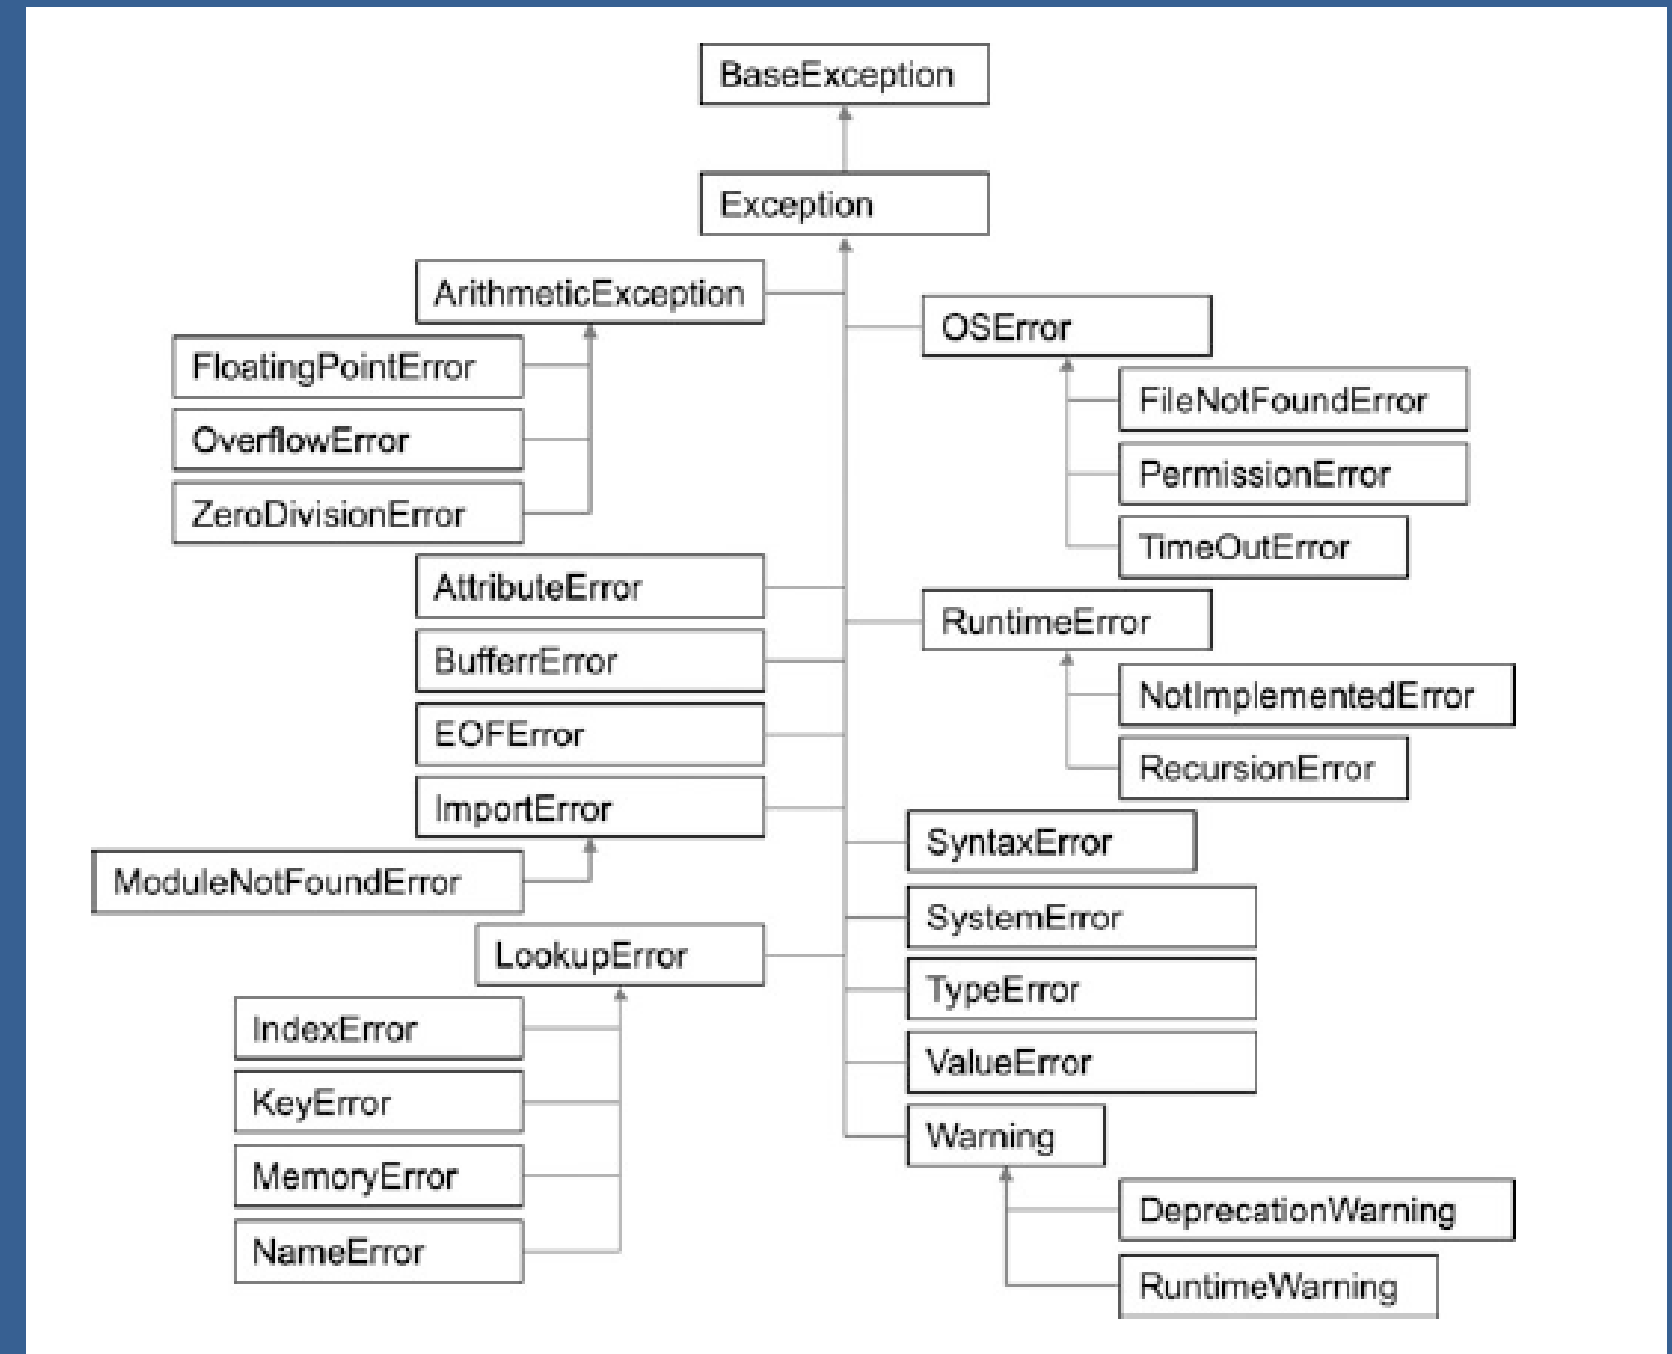 BaseException
Exception
ArithmeticException
OSError
FloatingPointError
FileNotFoundError
OverflowError
PermissionError
ZeroDivisionError
TimeOutError
AttributeError
RuntimeError
BufferrError
NotImplementedError
EOFError
RecursionError
ImportError
SyntaxError
ModuleNotFoundError
SystemError
LookupError
TypeError
IndexError
ValueError
KeyError
Warning
MemoryError
DeprecationWarning
NameError
RuntimeWarning